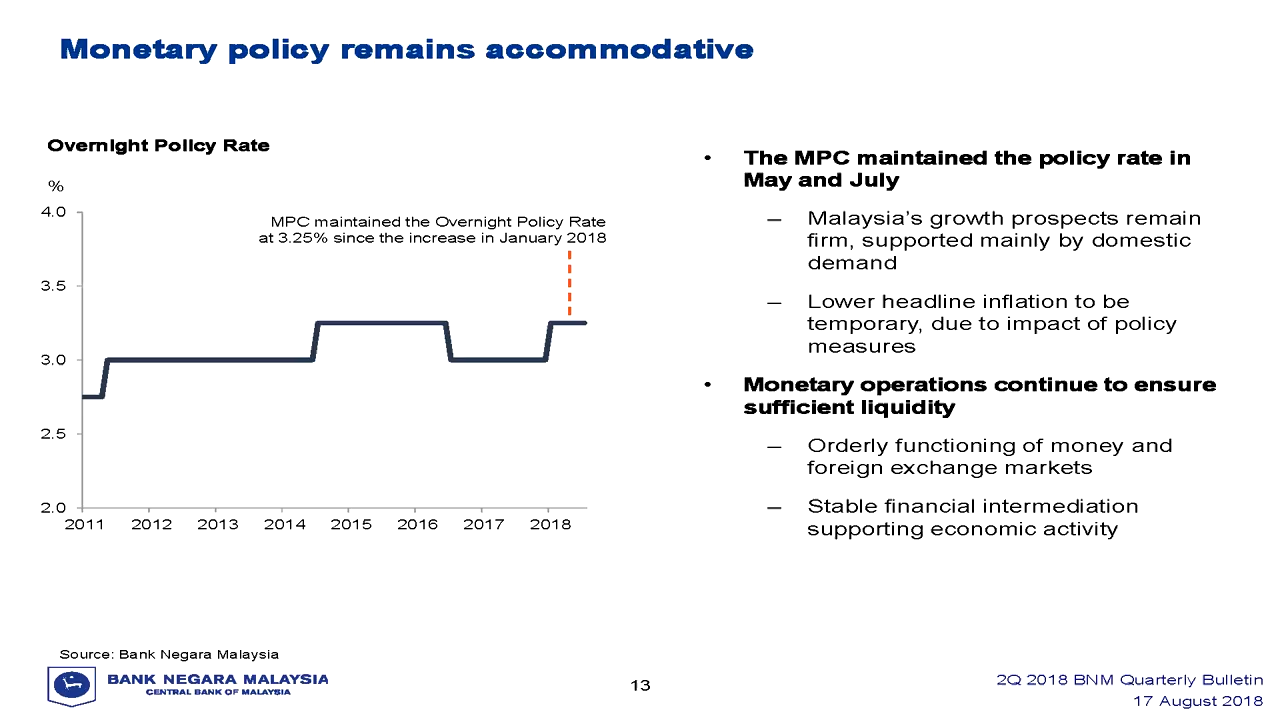 Monetary policy remains accommodative
Overnight Policy Rate
%
4.0
3.5
3.0
2.5
2.0
MPC maintained the Overnight Policy Rate
at 3.25% since the increase in January 2018
2011 2012 2013 2014 2015 2016 2017 2018
• The MPC maintained the policy rate in
May and July
– Malaysia’s growth prospects remain
firm, supported mainly by domestic
demand
– Lower headline inflation to be
temporary, due to impact of policy
measures
• Monetary operations continue to ensure
sufficient liquidity
– Orderly functioning of money and
foreign exchange markets
– Stable financial intermediation
supporting economic activity
Source: Bank Negara Malaysia
BANK NEGARA MALAYSIA
CENTRAL BANK OF MALAYSIA
13
2Q 2018 BNM Quarterly Bulletin
17 August 2018